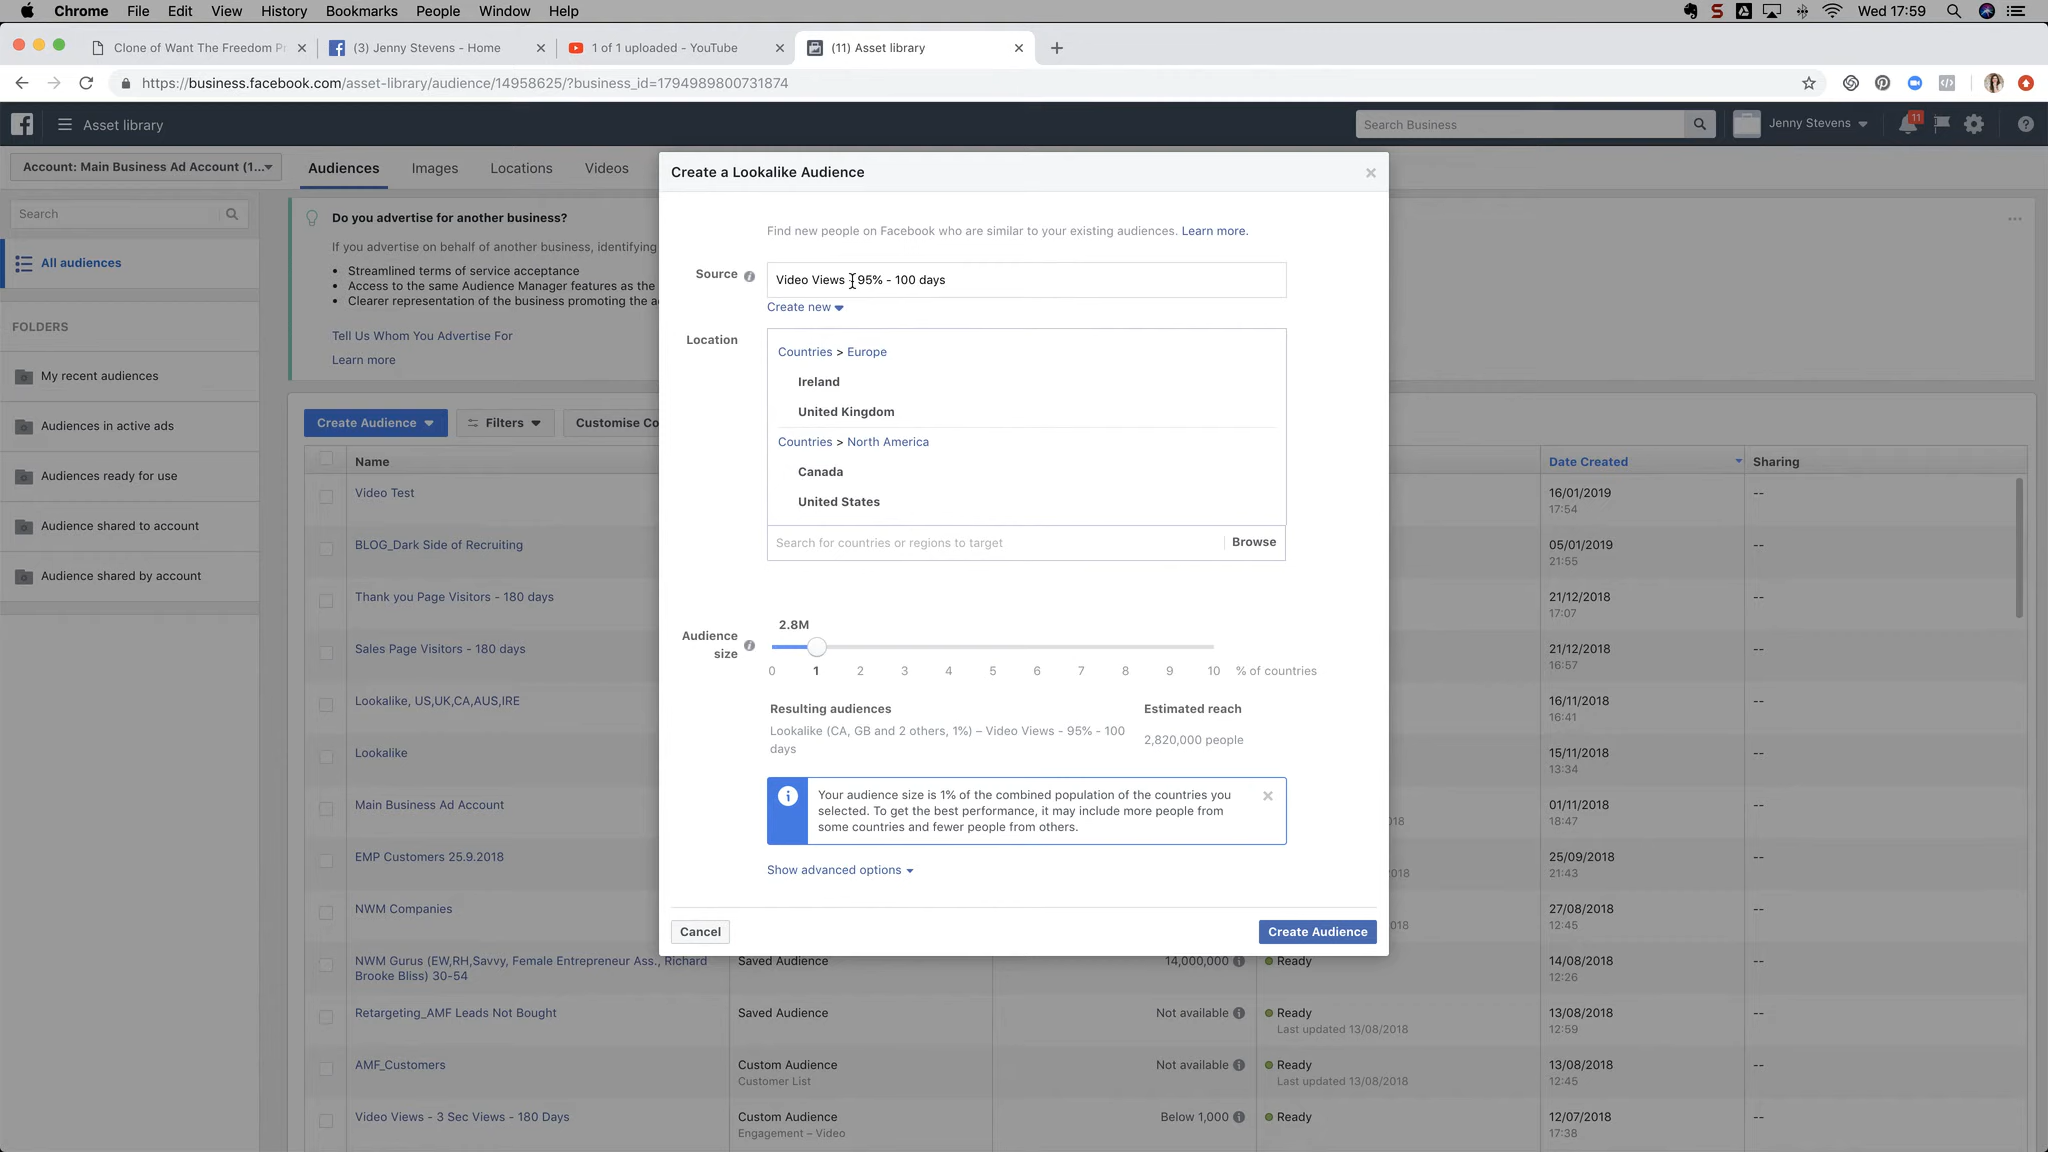 Chrome File Edit View History Bookmarks People Window Help
Wed 17:59
Clone of Want The Freedom Pr
(3) Jenny Stevens - Home
1 of 1 uploaded - YouTube
(11) Asset library
https://business.facebook.com/asset-library/audience/14958625/?business_id=1794989800731874
Asset library
Search Business
Jenny Stevens
11
Account: Main Business Ad Account (1...
Audiences
Images
Locations
Videos
Search
All audiences
FOLDERS
My recent audiences
Audiences in active ads
Audiences ready for use
Audience shared to account
Audience shared by account
Do you advertise for another business?
If you advertise on behalf of another business, identifying
• Streamlined terms of service acceptance
• Access to the same Audience Manager features as the
• Clearer representation of the business promoting the a
Tell Us Whom You Advertise For
Learn more
Create Audience
Filters
Customise Co
Name
Date Created
Sharing
Video Test
16/01/2019
17:54
--
BLOG_Dark Side of Recruiting
05/01/2019
21:55
--
Thank you Page Visitors - 180 days
21/12/2018
17:07
--
Sales Page Visitors - 180 days
21/12/2018
16:57
--
Lookalike, US,UK,CA,AUS,IRE
16/11/2018
16:41
--
Lookalike
15/11/2018
13:34
--
Main Business Ad Account
01/11/2018
18:47
--
18
EMP Customers 25.9.2018
25/09/2018
21:43
--
018
NWM Companies
27/08/2018
12:45
--
018
NWM Gurus (EW,RH,Savvy, Female Entrepreneur Ass., Richard
Brooke Bliss) 30-54
Saved Audience
14,000,000
Ready
14/08/2018
12:26
--
Retargeting_AMF Leads Not Bought
Saved Audience
Not available
Ready
Last updated 13/08/2018
13/08/2018
12:59
--
AMF_Customers
Custom Audience
Customer List
Not available
Ready
Last updated 13/08/2018
13/08/2018
12:45
--
Video Views - 3 Sec Views - 180 Days
Custom Audience
Engagement – Video
Below 1,000
Ready
12/07/2018
17:38
--
Create a Lookalike Audience
Find new people on Facebook who are similar to your existing audiences. Learn more.
Source
Video Views - 95% - 100 days
Create new
Location
Countries > Europe
Ireland
United Kingdom
Countries > North America
Canada
United States
Search for countries or regions to target
Browse
Audience
size
2.8M
0 1 2 3 4 5 6 7 8 9 10 % of countries
Resulting audiences
Estimated reach
Lookalike (CA, GB and 2 others, 1%) – Video Views - 95% - 100
days
2,820,000 people
Your audience size is 1% of the combined population of the countries you
selected. To get the best performance, it may include more people from
some countries and fewer people from others.
Show advanced options
Cancel
Create Audience